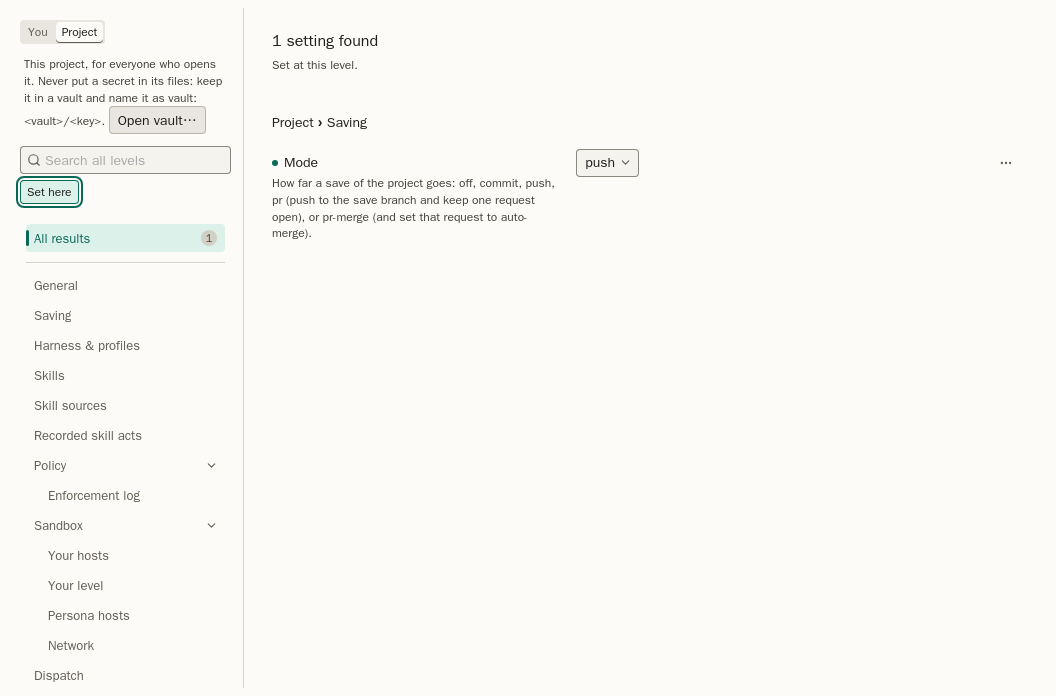 You Project
This project, for everyone who opens
it. Never put a secret in its files: keep
it in a vault and name it as vault:
<vault>/<key>. Open vault···
Search all levels
Set here
All results 1
General
Saving
Harness & profiles
Skills
Skill sources
Recorded skill acts
Policy
Enforcement log
Sandbox
Your hosts
Your level
Persona hosts
Network
Dispatch
1 setting found
Set at this level.
Project › Saving
Mode push ···
How far a save of the project goes: off, commit, push,
pr (push to the save branch and keep one request
open), or pr-merge (and set that request to auto-
merge).